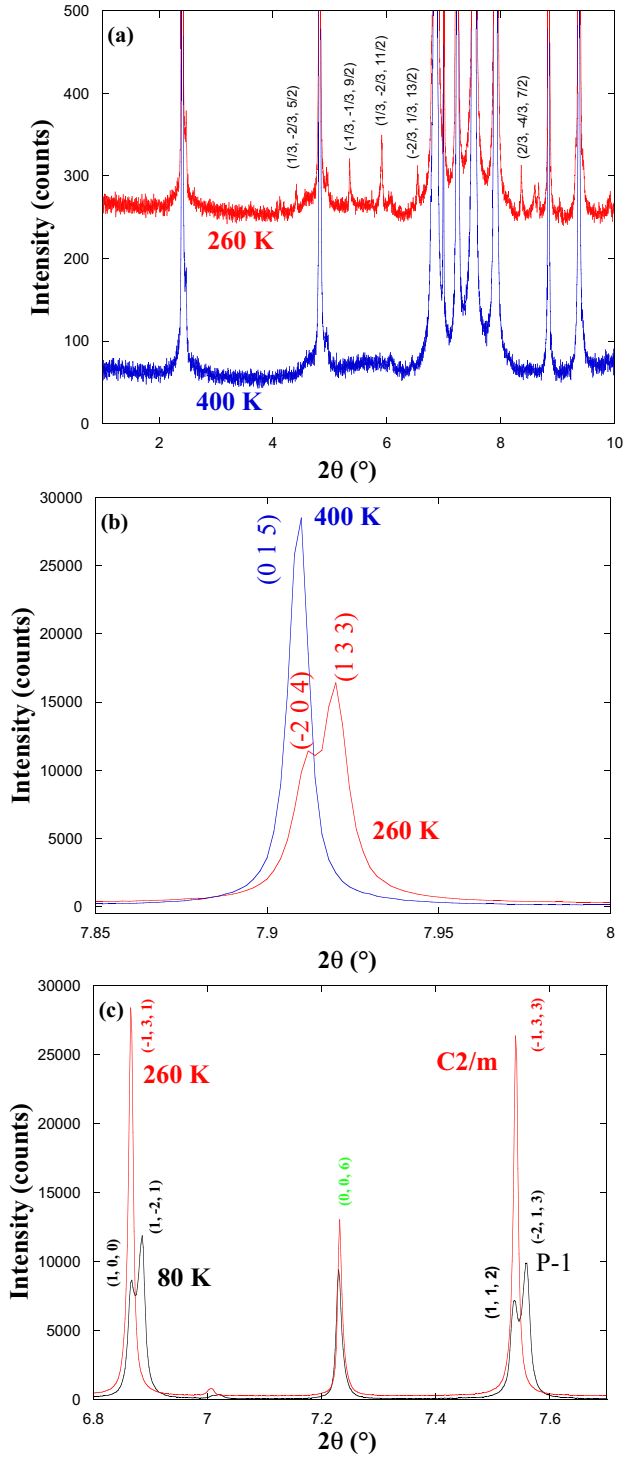 (a)
500
400
300
200
100
0
Intensity (counts)
(1/3, -2/3, 5/2)
(-1/3, -1/3, 9/2)
(1/3, -2/3, 11/2)
(-2/3, 1/3, 13/2)
(2/3, -4/3, 7/2)
260 K
400 K
2 4 6 8 10
2θ (°)
(b)
30000
25000
20000
15000
10000
5000
0
Intensity (counts)
(0 1 5)
400 K
(-2 0 4)
(1 3 3)
260 K
7.85 7.9 7.95 8
2θ (°)
(c)
30000
25000
20000
15000
10000
5000
0
Intensity (counts)
(-1, 3, 1)
260 K
(1, 0, 0)
(1, -2, 1)
80 K
(0, 0, 6)
C2/m
(-1, 3, 3)
(1, 1, 2)
(-2, 1, 3)
P-1
6.8 7 7.2 7.4 7.6
2θ (°)